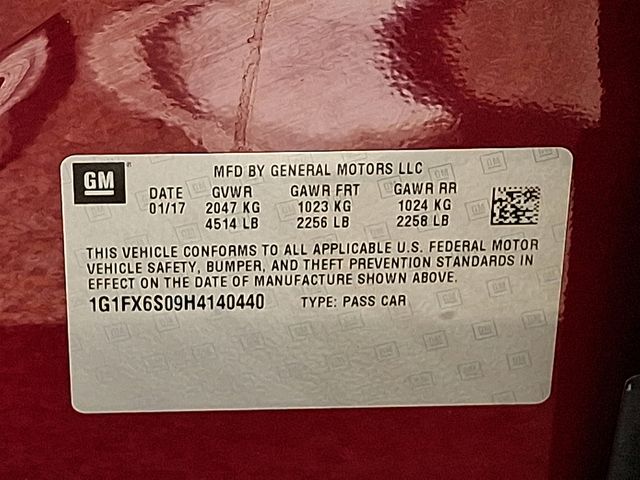 MFD BY GENERAL MOTORS LLC
GM
DATE GVWR GAWR FRT GAWR RR
01/17 2047 KG 1023 KG 1024 KG
4514 LB 2256 LB 2258 LB
THIS VEHICLE CONFORMS TO ALL APPLICABLE U.S. FEDERAL MOTOR
VEHICLE SAFETY, BUMPER, AND THEFT PREVENTION STANDARDS IN
EFFECT ON THE DATE OF MANUFACTURE SHOWN ABOVE.
1G1FX6S09H4140440 TYPE: PASS CAR